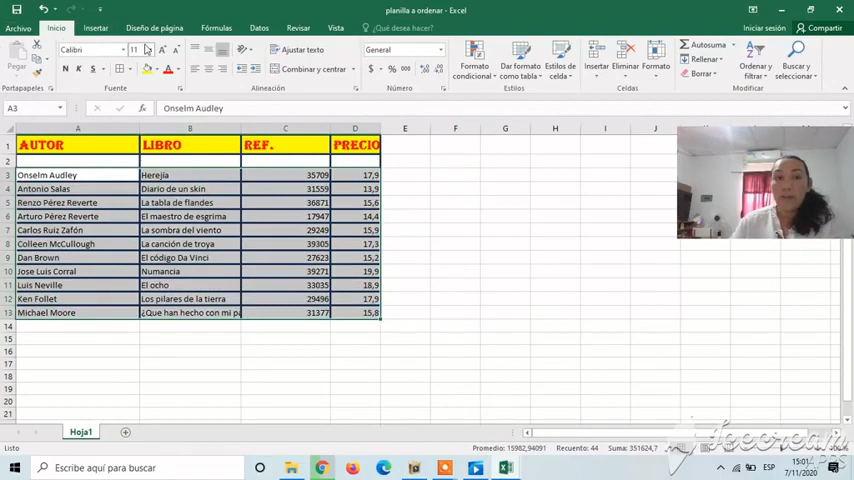 planilla a ordenar - Excel
Archivo Inicio Insertar Diseño de página Fórmulas Datos Revisar Vista ¿Qué desea hacer? Iniciar sesión Compartir
Pegar
Calibri 11
N K S
Ajustar texto
Combinar y centrar
General
$ % 
Formato condicional
Dar formato como tabla
Estilos de celda
Insertar Eliminar Formato
Autosuma
Rellenar
Borrar
Ordenar y filtrar
Buscar y seleccionar
Portapapeles Fuente Alineación Número Estilos Celdas Modificar
A3 fx Onselm Audley
A B C D E F G H I J K L M
1 AUTOR LIBRO REF. PRECIO
2
3 Onselm Audley Herejía 35709 17,9
4 Antonio Salas Diario de un skin 31559 13,9
5 Renzo Pérez Reverte La tabla de flandes 36871 15,6
6 Arturo Pérez Reverte El maestro de esgrima 17947 14,4
7 Carlos Ruiz Zafón La sombra del viento 29249 15,9
8 Colleen McCullough La canción de troya 39305 17,3
9 Dan Brown El código Da Vinci 27623 15,2
10 Jose Luis Corral Numancia 39271 19,9
11 Luis Neville El ocho 33035 18,9
12 Ken Follet Los pilares de la tierra 29496 17,9
13 Michael Moore ¿Que han hecho con mi pa 31377 15,8
14
15
16
17
18
19
20
21
Hoja1
Listo Promedio: 15982,94091 Recuento: 44 Suma: 351624,7
Icecream
APPS
Escribe aquí para buscar
ESP
15:01
7/11/2020